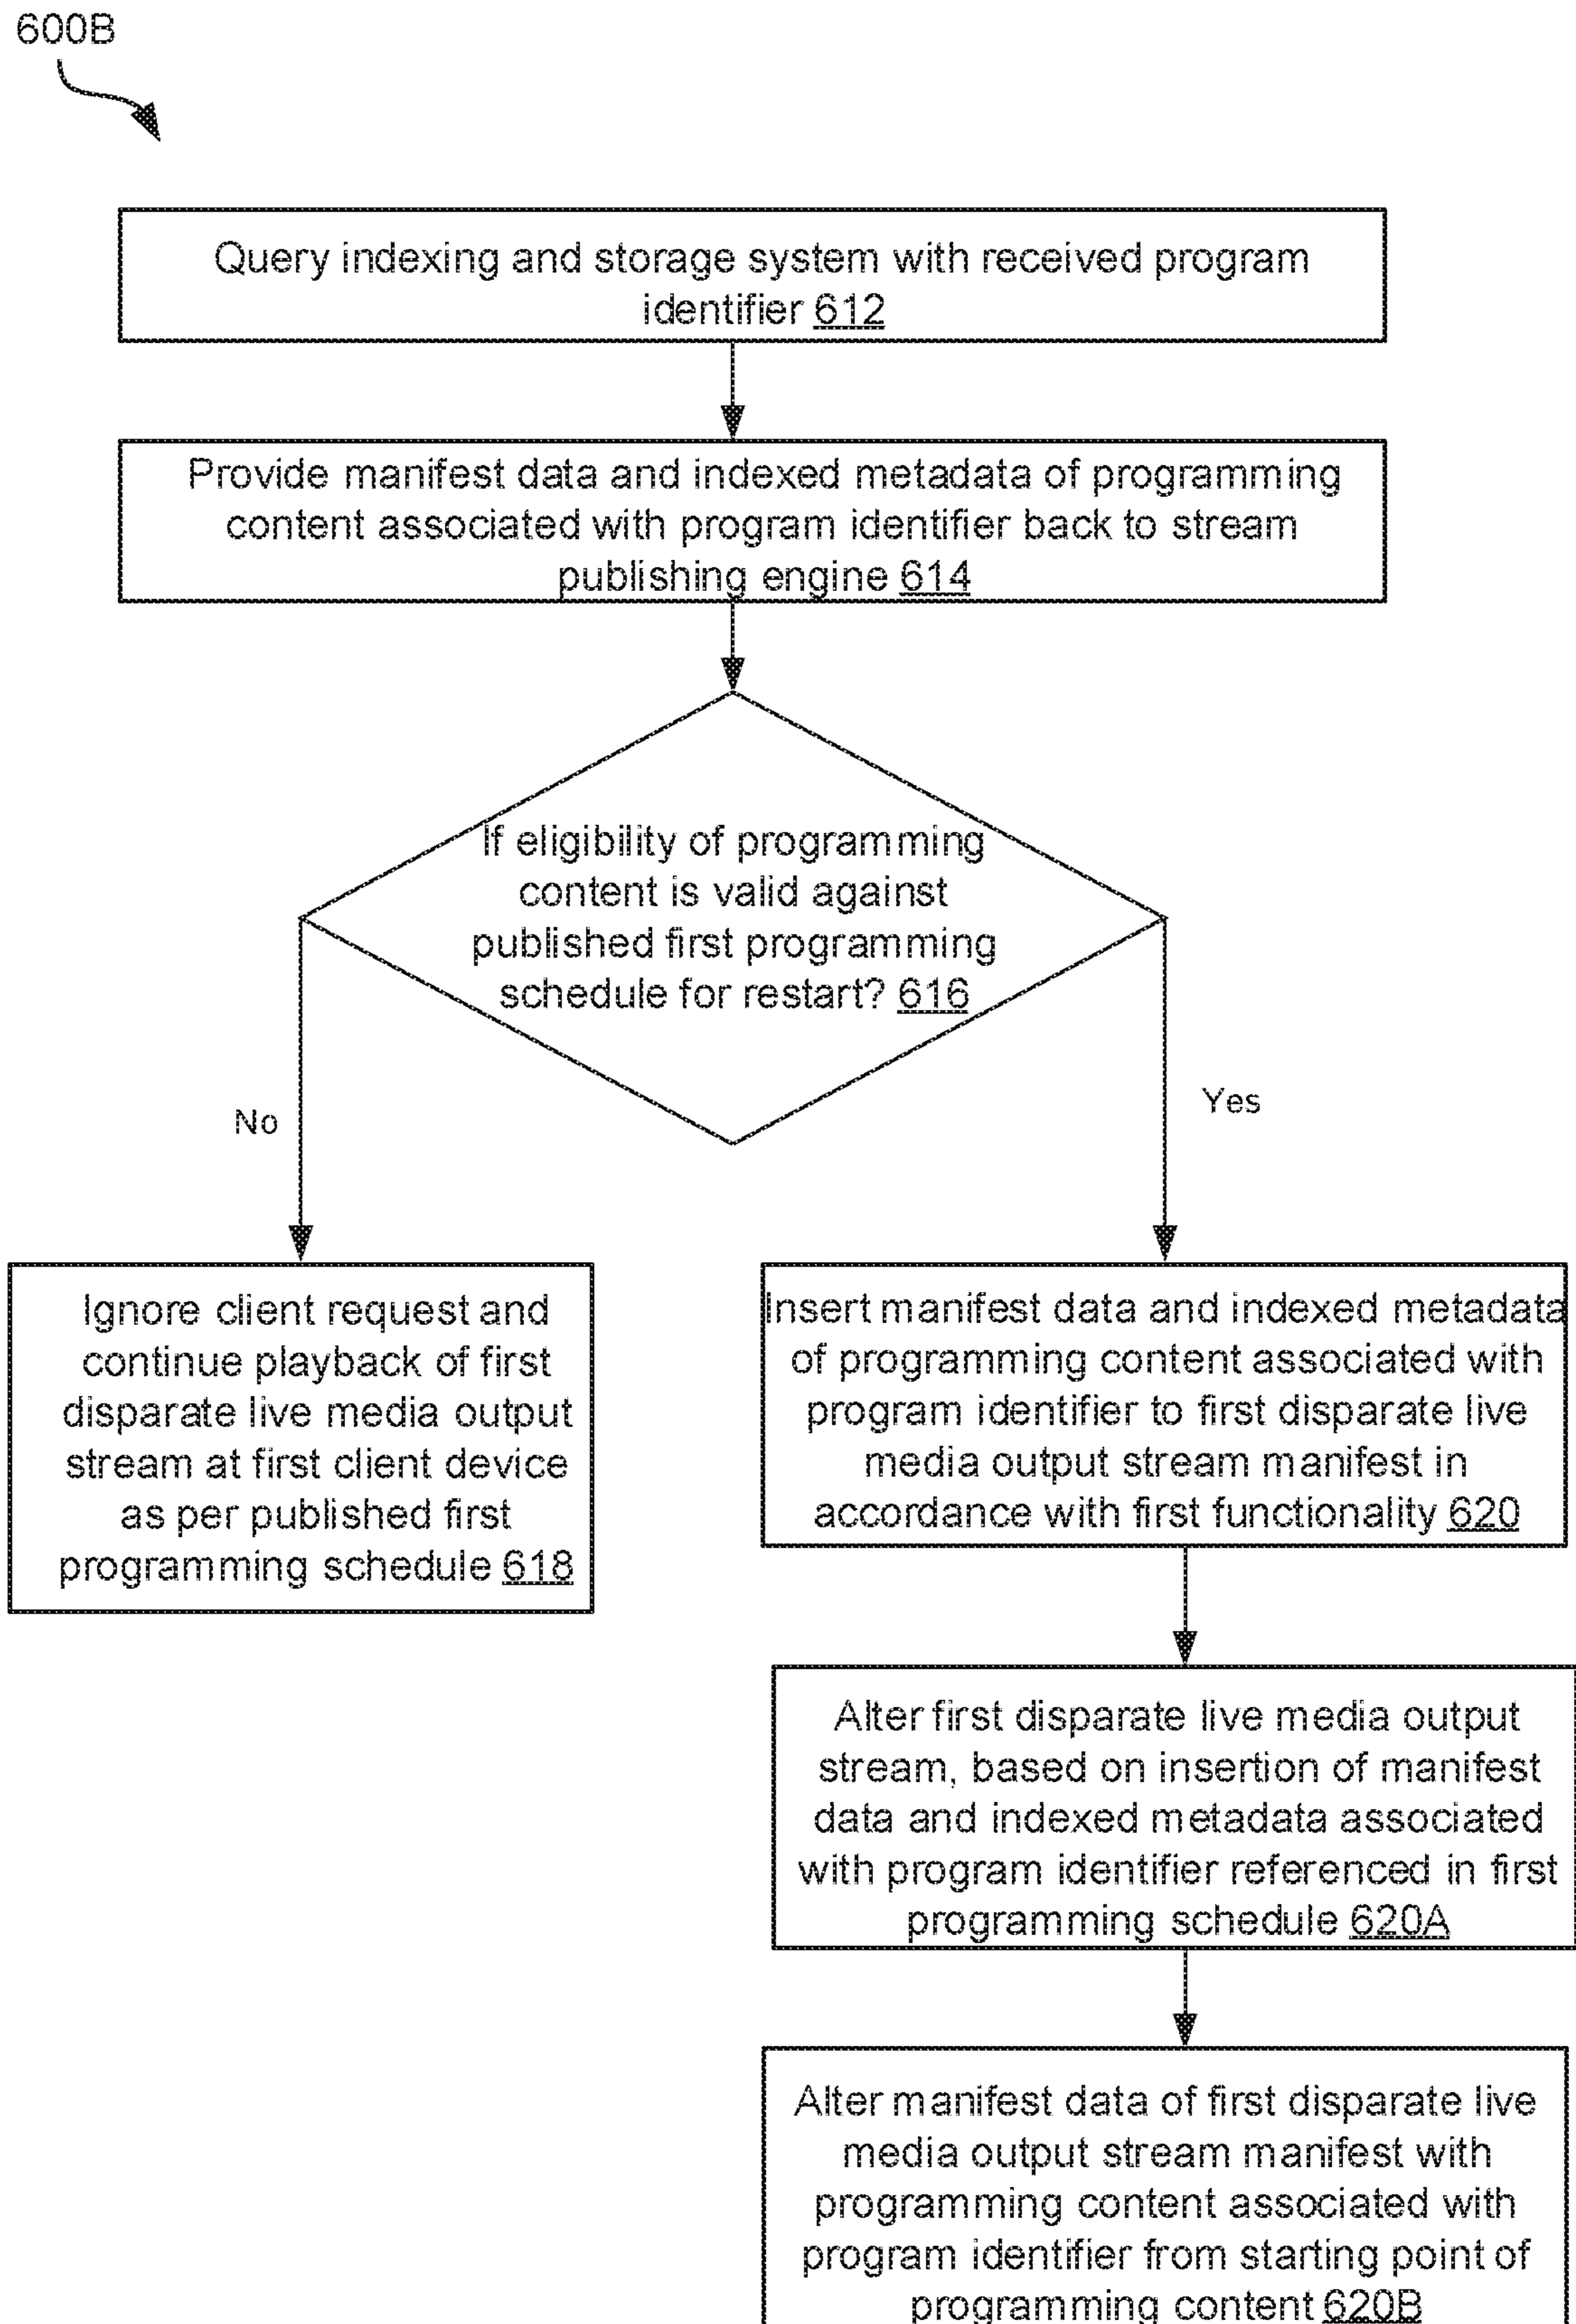 600B
Query indexing and storage system with received program
identifier 612
Provide manifest data and indexed metadata of programming
content associated with program identifier back to stream
publishing engine 614
If eligibility of programming
content is valid against
published first programming
schedule for restart? 616
No
Yes
Ignore client request and
continue playback of first
disparate live media output
stream at first client device
as per published first
programming schedule 618
Insert manifest data and indexed metadata
of programming content associated with
program identifier to first disparate live
media output stream manifest in
accordance with first functionality 620
Alter first disparate live media output
stream, based on insertion of manifest
data and indexed metadata associated
with program identifier referenced in first
programming schedule 620A
Alter manifest data of first disparate live
media output stream manifest with
programming content associated with
program identifier from starting point of
programming content 620B